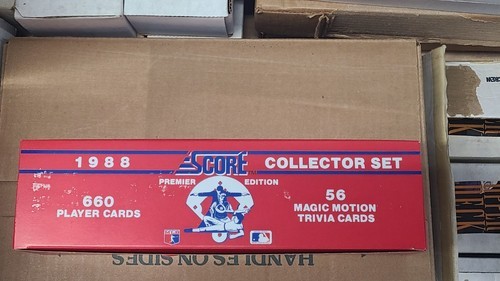 1988 SCORE COLLECTOR SET
PREMIER EDITION
660
PLAYER CARDS
56
MAGIC MOTION
TRIVIA CARDS
HANDLES ON SIDES